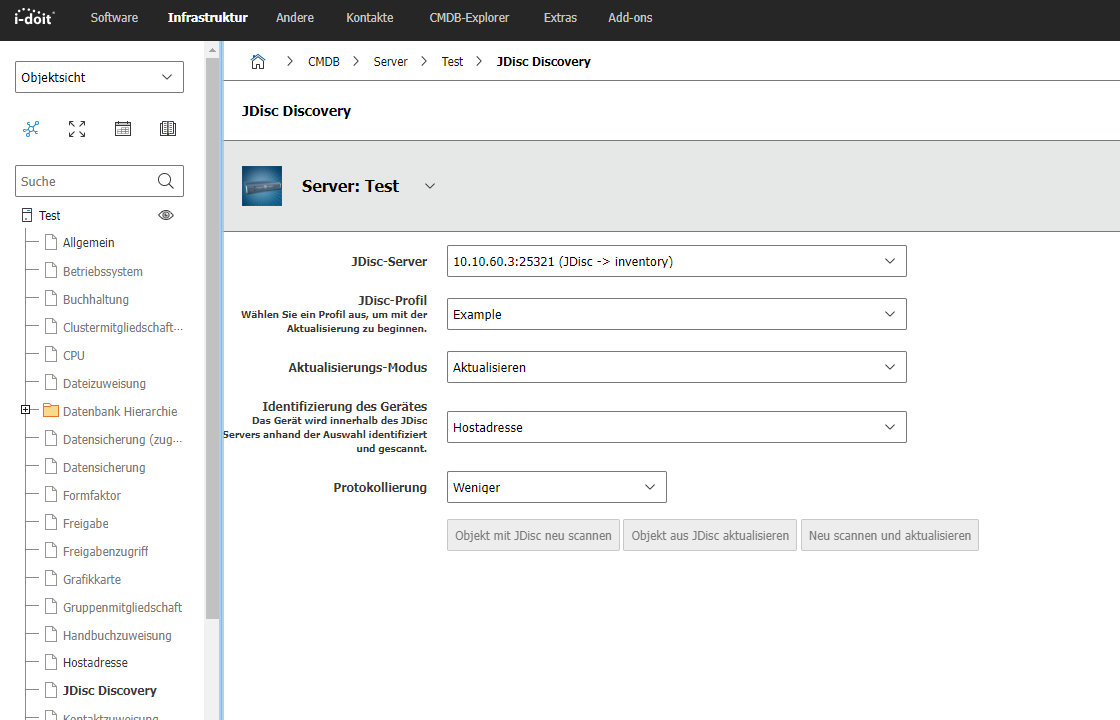 i-doit
Software
Infrastruktur
Andere
Kontakte
CMDB-Explorer
Extras
Add-ons
Objektsicht
Suche
Test
Allgemein
Betriebssystem
Buchhaltung
Clustermitgliedschaft...
CPU
Dateizuweisung
Datenbank Hierarchie
Datensicherung (zug...
Datensicherung
Formfaktor
Freigabe
Freigabenzugriff
Grafikkarte
Gruppenmitgliedschaft
Handbuchzuweisung
Hostadresse
JDisc Discovery
Kontaktzuweisung
CMDB > Server > Test > JDisc Discovery
JDisc Discovery
Server: Test
JDisc-Server
10.10.60.3:25321 (JDisc -> inventory)
JDisc-Profil
Wählen Sie ein Profil aus, um mit der
Aktualisierung zu beginnen.
Example
Aktualisierungs-Modus
Aktualisieren
Identifizierung des Gerätes
Das Gerät wird innerhalb des JDisc
Servers anhand der Auswahl identifiziert
und gescannt.
Hostadresse
Protokollierung
Weniger
Objekt mit JDisc neu scannen
Objekt aus JDisc aktualisieren
Neu scannen und aktualisieren